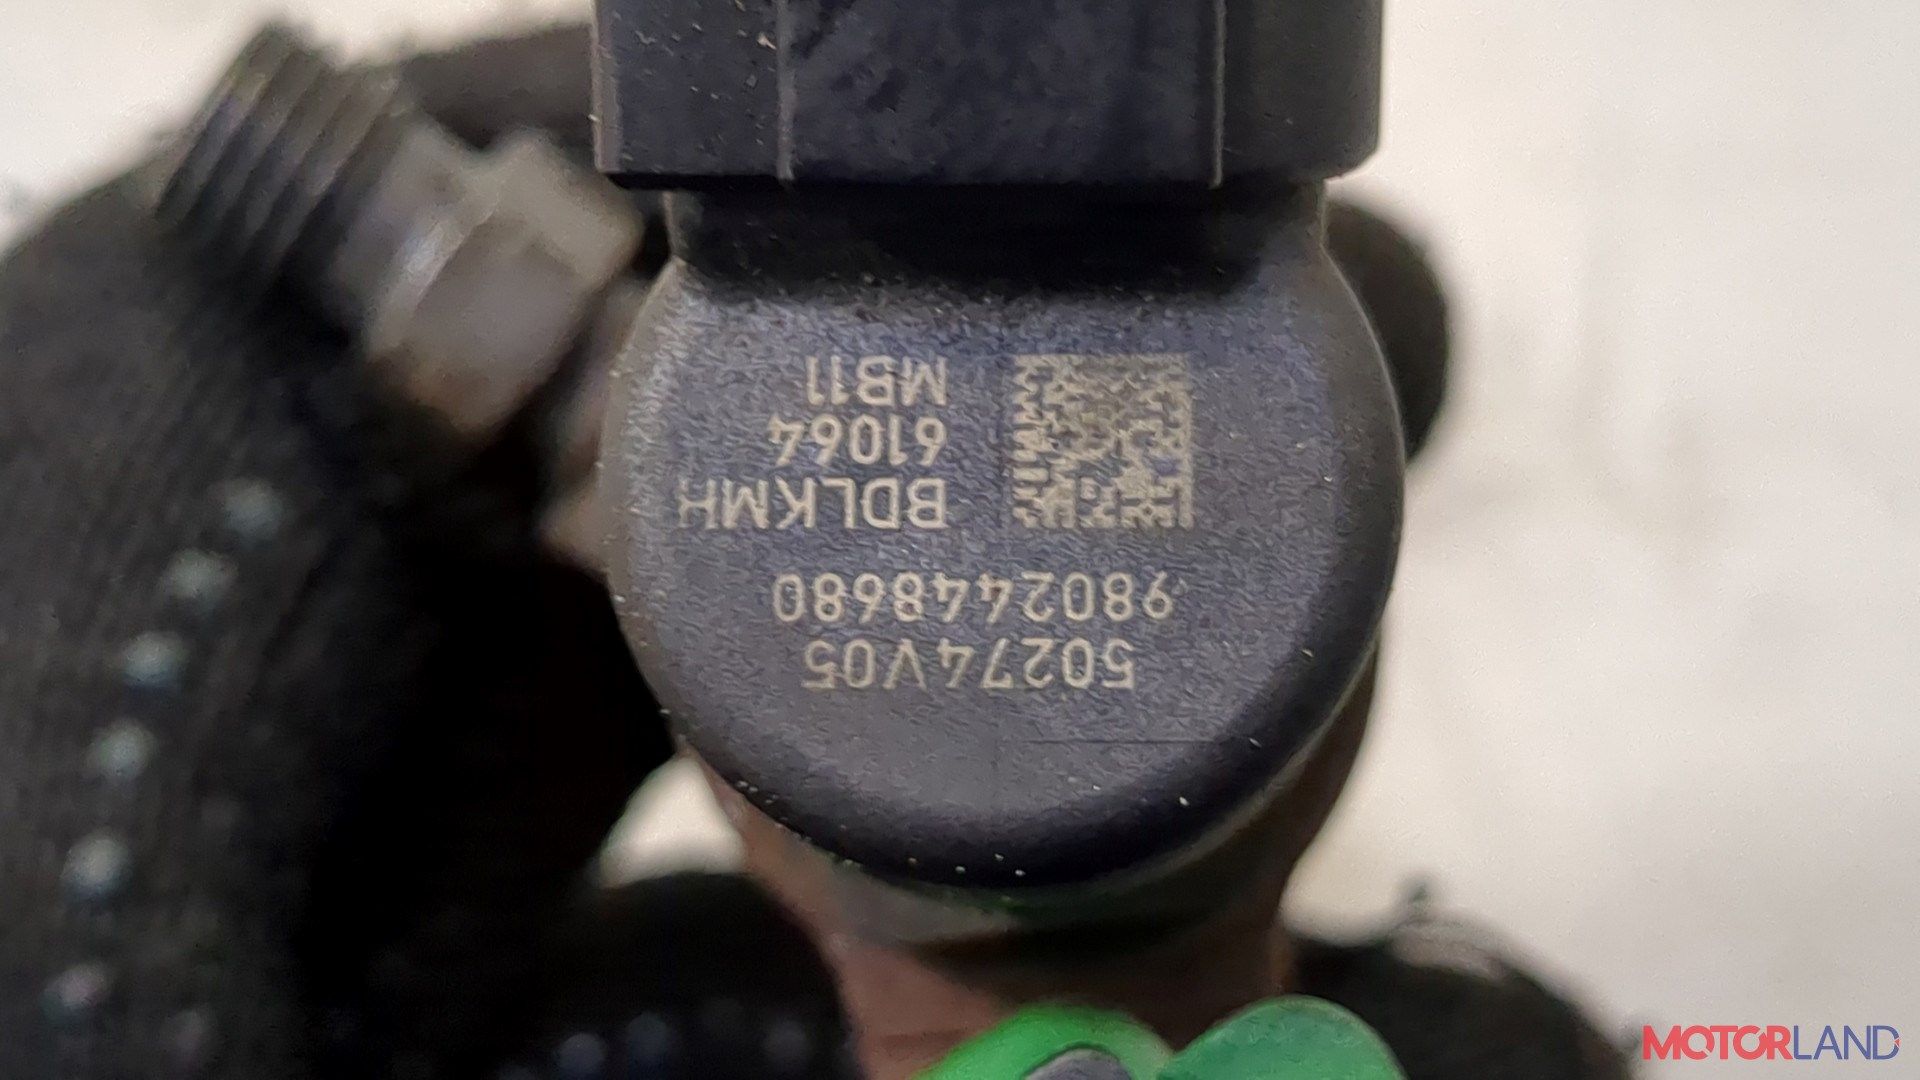 50274V05
9802448680
BDLKMH
61064
MB11
MOTORLAND